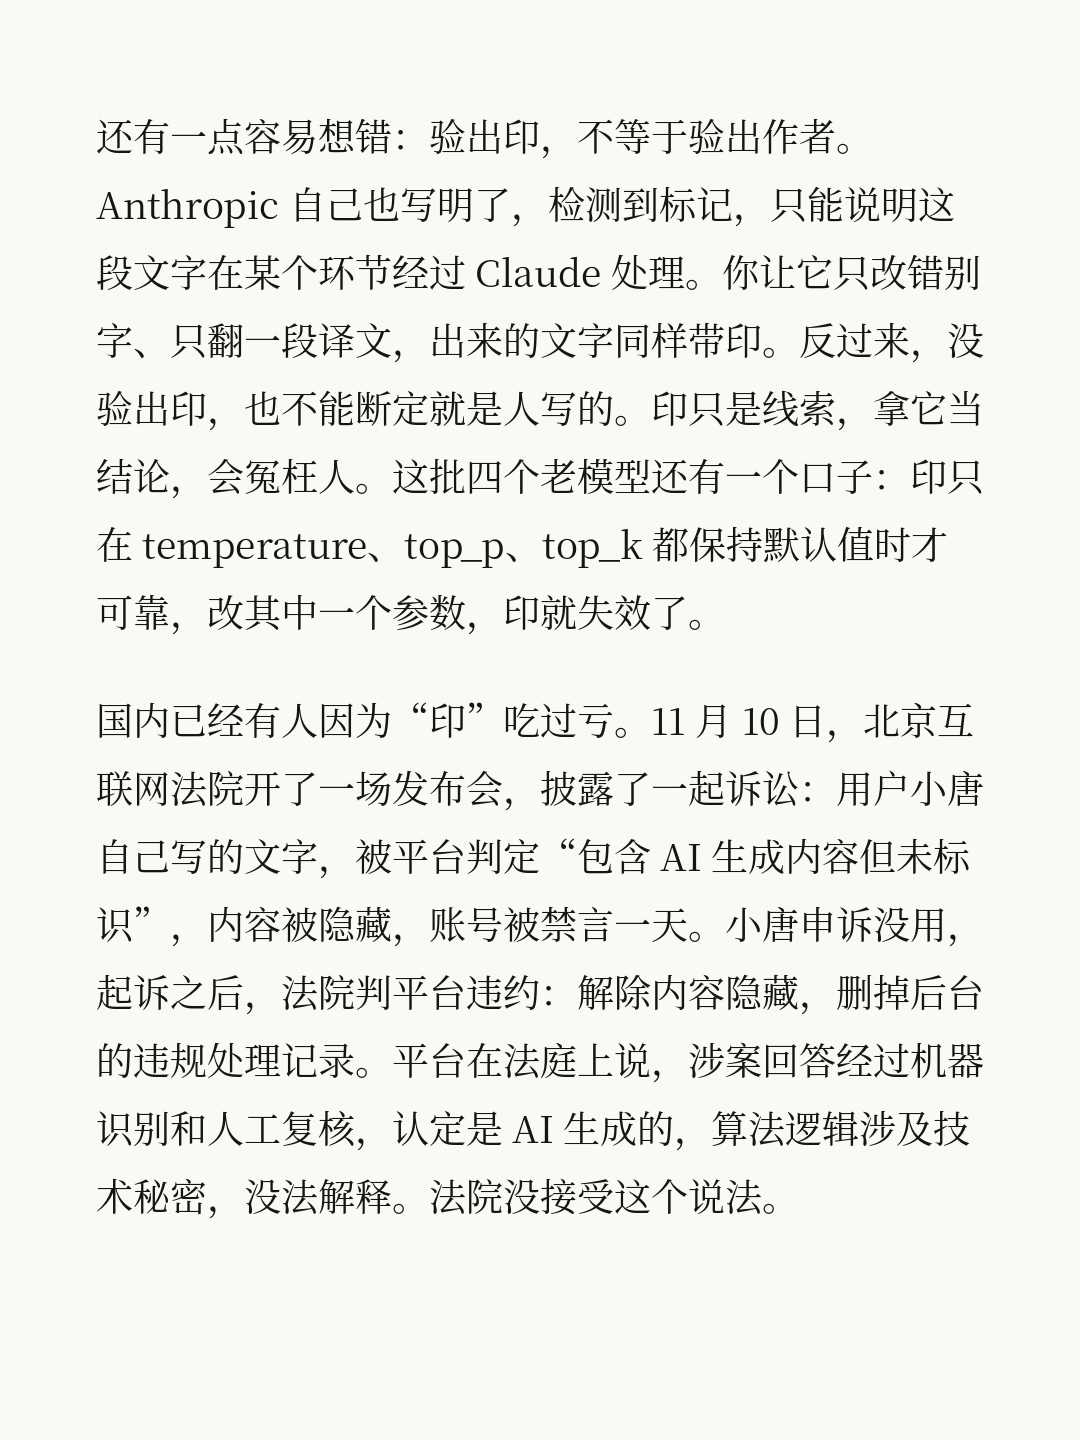 还有一点容易想错：验出印，不等于验出作者。
Anthropic 自己也写明了，检测到标记，只能说明这
段文字在某个环节经过 Claude 处理。你让它只改错别
字、只翻一段译文，出来的文字同样带印。反过来，没
验出印，也不能断定就是人写的。印只是线索，拿它当
结论，会冤枉人。这批四个老模型还有一个口子：印只
在 temperature、top_p、top_k 都保持默认值时才
可靠，改其中一个参数，印就失效了。
国内已经有人因为“印”吃过亏。11 月 10 日，北京互
联网法院开了一场发布会，披露了一起诉讼：用户小唐
自己写的文字，被平台判定“包含 AI 生成内容但未标
识”，内容被隐藏，账号被禁言一天。小唐申诉没用，
起诉之后，法院判平台违约：解除内容隐藏，删掉后台
的违规处理记录。平台在法庭上说，涉案回答经过机器
识别和人工复核，认定是 AI 生成的，算法逻辑涉及技
术秘密，没法解释。法院没接受这个说法。